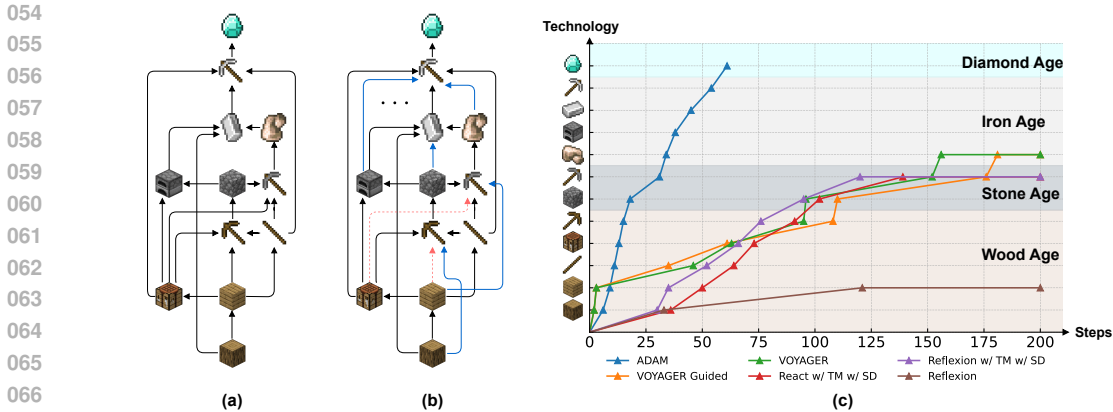 054
055
056
057
058
059
060
061
062
063
064
065
066
. . .
(a)
(b)
Technology
Diamond Age
Iron Age
Stone Age
Wood Age
0 25 50 75 100 125 150 175 200
Steps
ADAM
VOYAGER
Reflexion w/ TM w/ SD
VOYAGER Guided
React w/ TM w/ SD
Reflexion
(c)